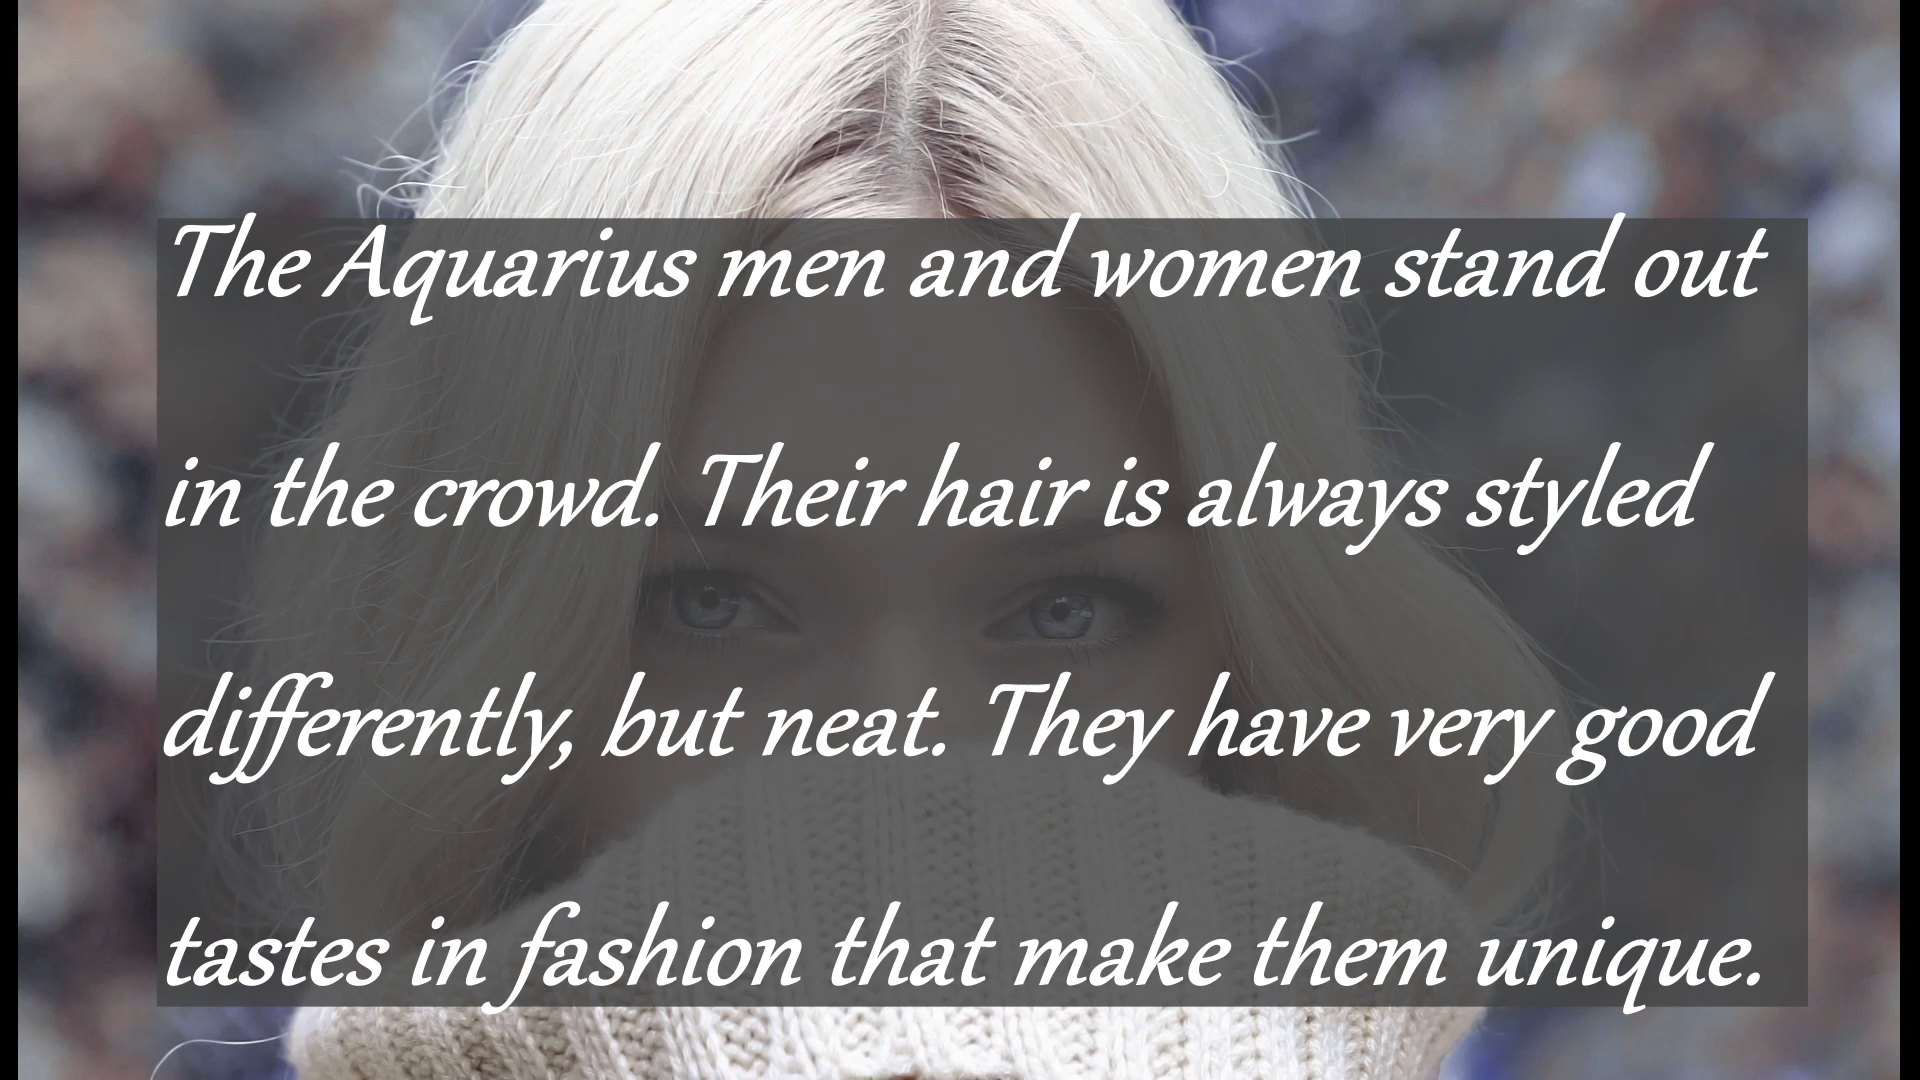 The Aquarius men and women stand out
in the crowd. Their hair is always styled
differently, but neat. They have very good
tastes in fashion that make them unique.